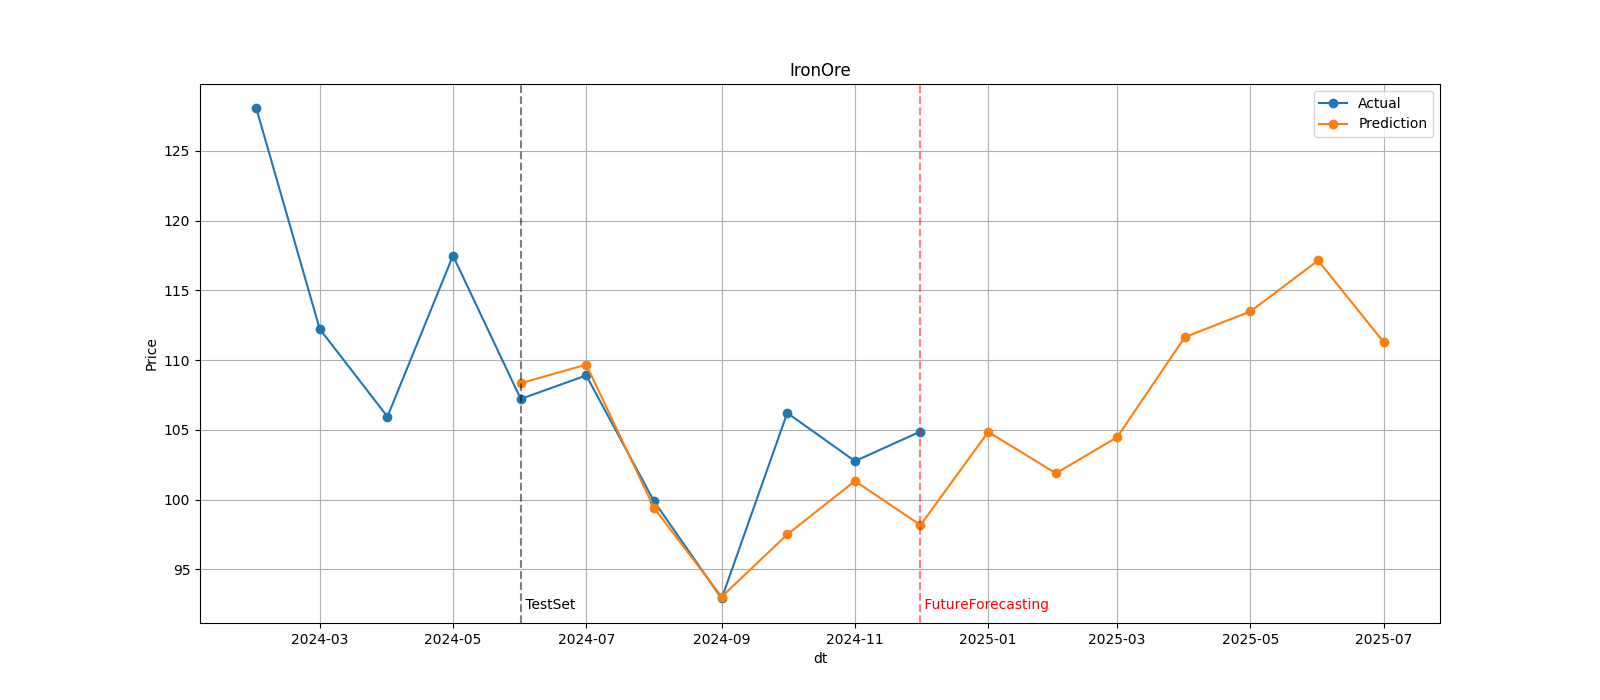 IronOre
Actual
Prediction
125
120
115
110
105
100
95
Price
TestSet
FutureForecasting
2024-03
2024-05
2024-07
2024-09
2024-11
2025-01
2025-03
2025-05
2025-07
dt